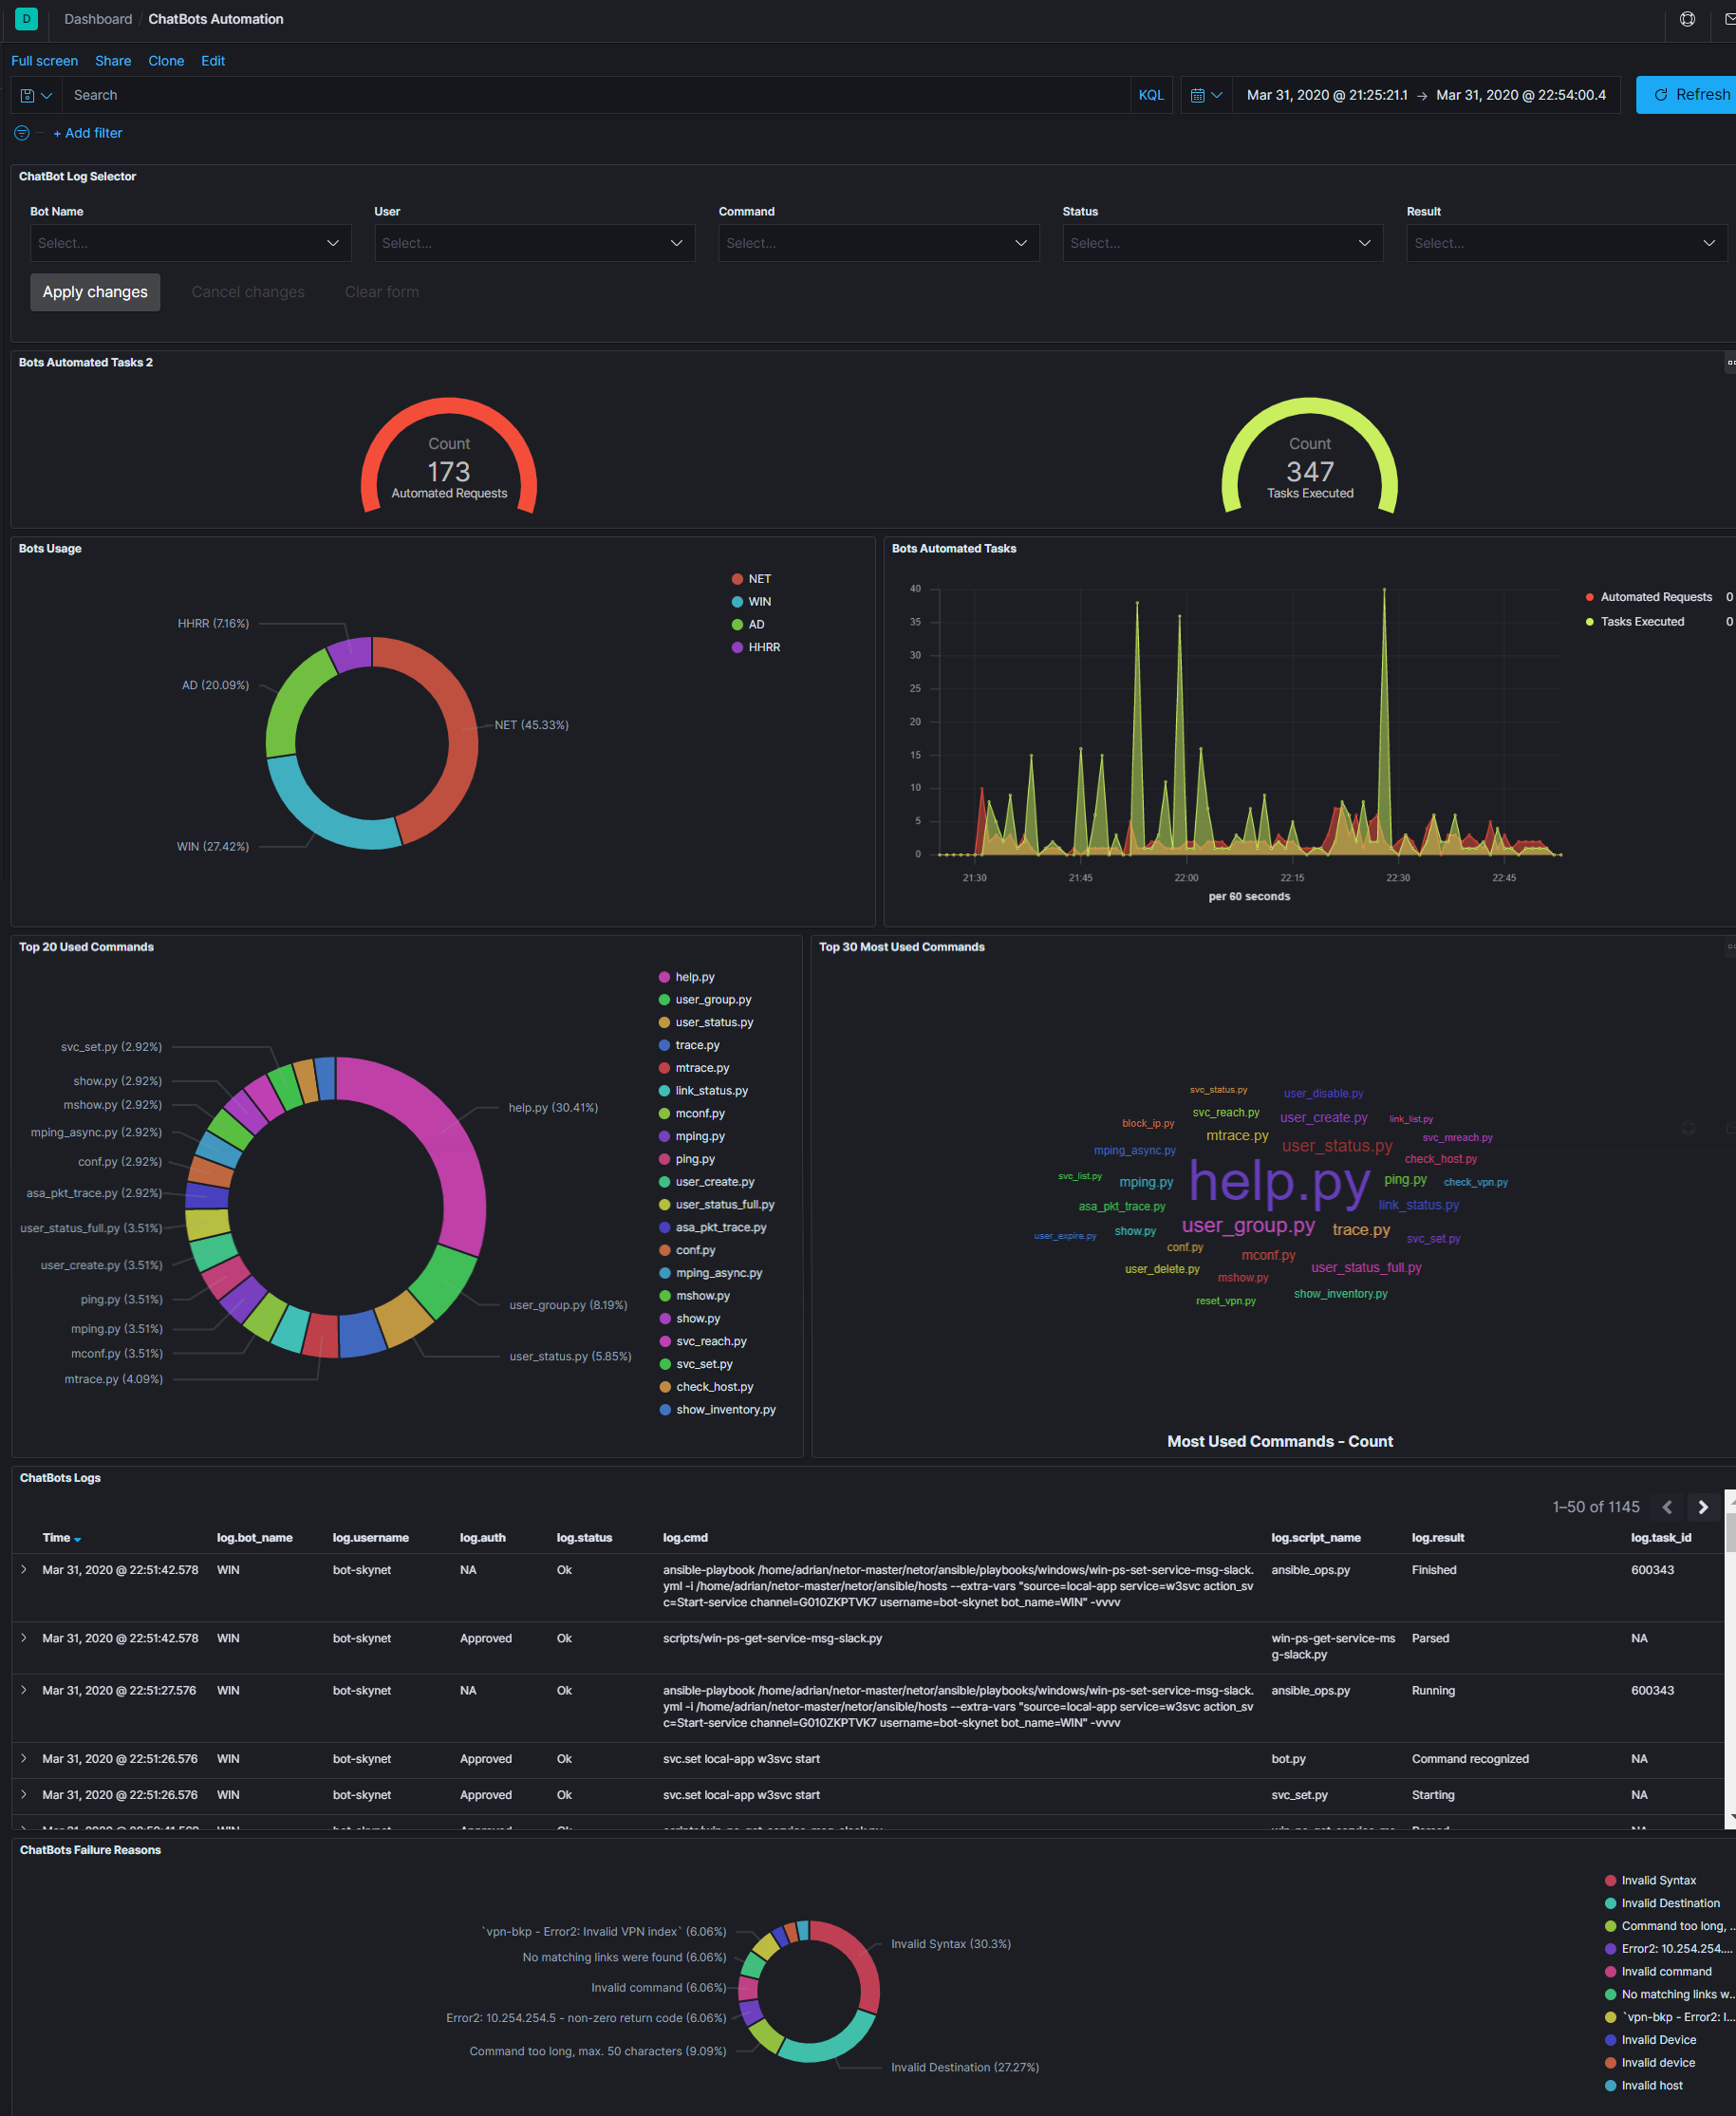 D Dashboard / ChatBots Automation
Full screen Share Clone Edit
Search KQL Mar 31, 2020 @ 21:25:21.1 → Mar 31, 2020 @ 22:54:00.4 Refresh
+ Add filter
ChatBot Log Selector
Bot Name User Command Status Result
Select... Select... Select... Select... Select...
Apply changes Cancel changes Clear form
Bots Automated Tasks 2
Count
173
Automated Requests
Count
347
Tasks Executed
Bots Usage
NET
WIN
AD
HHRR
HHRR (7.16%)
AD (20.09%)
NET (45.33%)
WIN (27.42%)
Bots Automated Tasks
40
35
30
25
20
15
10
5
0
21:30 21:45 22:00 22:15 22:30 22:45
per 60 seconds
Automated Requests 0
Tasks Executed 0
Top 20 Used Commands
svc_set.py (2.92%)
show.py (2.92%)
mshow.py (2.92%)
mping_async.py (2.92%)
conf.py (2.92%)
asa_pkt_trace.py (2.92%)
user_status_full.py (3.51%)
user_create.py (3.51%)
ping.py (3.51%)
mping.py (3.51%)
mconf.py (3.51%)
mtrace.py (4.09%)
help.py (30.41%)
user_group.py (8.19%)
user_status.py (5.85%)
help.py
user_group.py
user_status.py
trace.py
mtrace.py
link_status.py
mconf.py
mping.py
ping.py
user_create.py
user_status_full.py
asa_pkt_trace.py
conf.py
mping_async.py
mshow.py
show.py
svc_reach.py
svc_set.py
check_host.py
show_inventory.py
Top 30 Most Used Commands
svc_status.py user_disable.py
svc_reach.py user_create.py link_list.py
block_ip.py mtrace.py user_status.py svc_mreach.py
mping_async.py check_host.py
svc_list.py mping.py help.py ping.py check_vpn.py
asa_pkt_trace.py link_status.py
user_expire.py show.py user_group.py trace.py svc_set.py
conf.py mconf.py
user_delete.py mshow.py user_status_full.py
reset_vpn.py show_inventory.py
Most Used Commands - Count
ChatBots Logs
1–50 of 1145
Time log.bot_name log.username log.auth log.status log.cmd log.script_name log.result log.task_id
Mar 31, 2020 @ 22:51:42.578 WIN bot-skynet NA Ok ansible-playbook /home/adrian/netor-master/netor/ansible/playbooks/windows/win-ps-set-service-msg-slack. ansible_ops.py Finished 600343
yml -i /home/adrian/netor-master/netor/ansible/hosts --extra-vars "source=local-app service=w3svc action_sv
c=Start-service channel=G010ZKPTVK7 username=bot-skynet bot_name=WIN" -vvvv
Mar 31, 2020 @ 22:51:42.578 WIN bot-skynet Approved Ok scripts/win-ps-get-service-msg-slack.py win-ps-get-service-ms Parsed NA
g-slack.py
Mar 31, 2020 @ 22:51:27.576 WIN bot-skynet NA Ok ansible-playbook /home/adrian/netor-master/netor/ansible/playbooks/windows/win-ps-set-service-msg-slack. ansible_ops.py Running 600343
yml -i /home/adrian/netor-master/netor/ansible/hosts --extra-vars "source=local-app service=w3svc action_sv
c=Start-service channel=G010ZKPTVK7 username=bot-skynet bot_name=WIN" -vvvv
Mar 31, 2020 @ 22:51:26.576 WIN bot-skynet Approved Ok svc.set local-app w3svc start bot.py Command recognized NA
Mar 31, 2020 @ 22:51:26.576 WIN bot-skynet Approved Ok svc.set local-app w3svc start svc_set.py Starting NA
ChatBots Failure Reasons
`vpn-bkp - Error2: Invalid VPN index` (6.06%)
No matching links were found (6.06%)
Invalid command (6.06%)
Error2: 10.254.254.5 - non-zero return code (6.06%)
Command too long, max. 50 characters (9.09%)
Invalid Syntax (30.3%)
Invalid Destination (27.27%)
Invalid Syntax
Invalid Destination
Command too long, ...
Error2: 10.254.254....
Invalid command
No matching links w...
`vpn-bkp - Error2: I...
Invalid Device
Invalid device
Invalid host